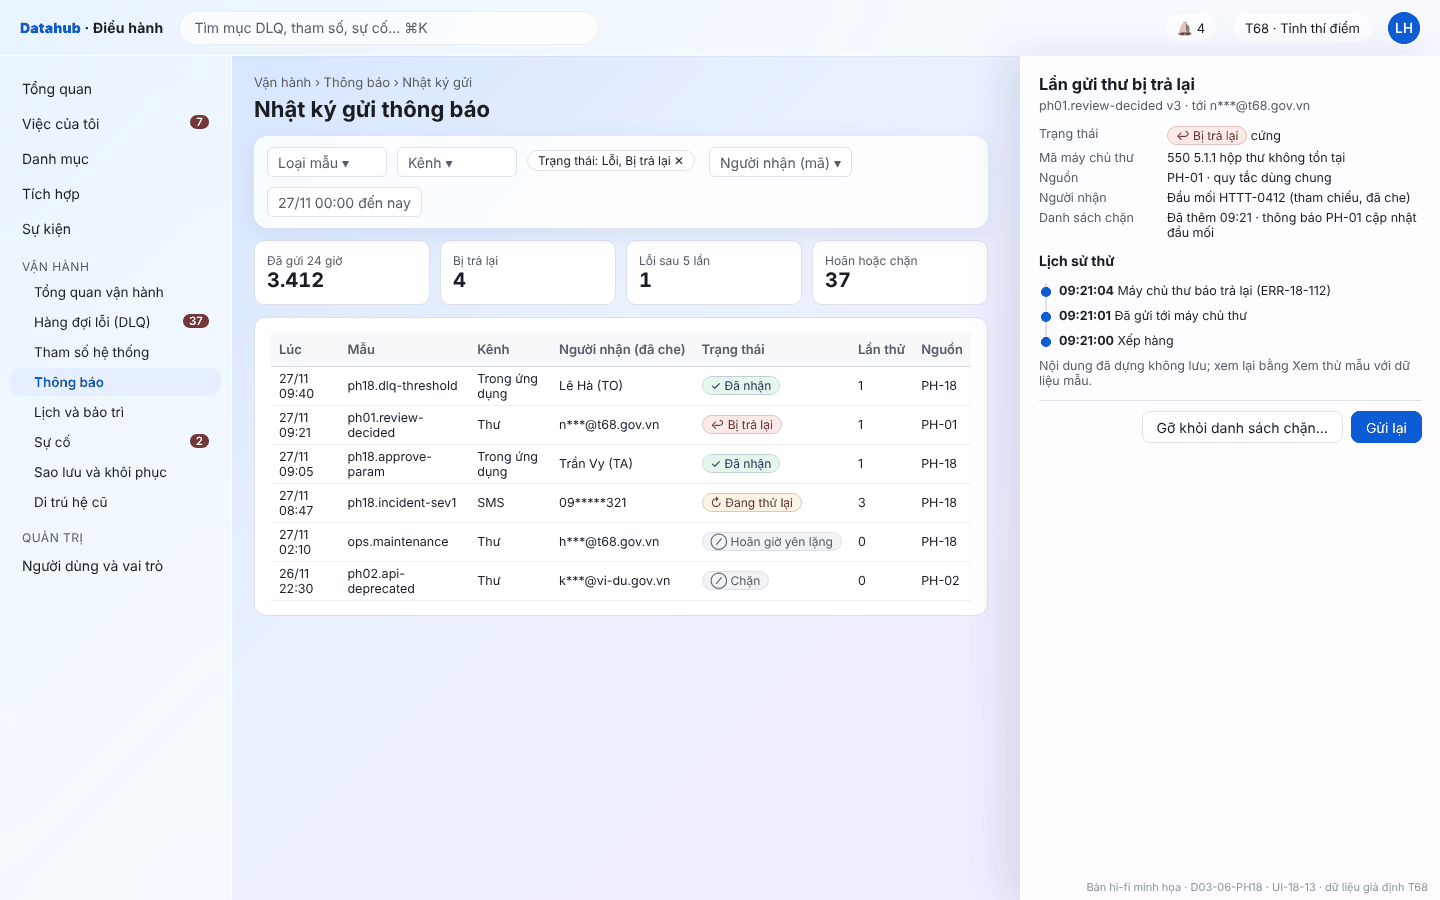 Datahub · Điều hành
Tìm mục DLQ, tham số, sự cố... ⌘K
4
T68 · Tỉnh thí điểm
LH
Tổng quan
Việc của tôi 7
Danh mục
Tích hợp
Sự kiện
VẬN HÀNH
Tổng quan vận hành
Hàng đợi lỗi (DLQ) 37
Tham số hệ thống
Thông báo
Lịch và bảo trì
Sự cố 2
Sao lưu và khôi phục
Di trú hệ cũ
QUẢN TRỊ
Người dùng và vai trò
Vận hành › Thông báo › Nhật ký gửi
Nhật ký gửi thông báo
Loại mẫu ▾
Kênh ▾
Trạng thái: Lỗi, Bị trả lại ✕
Người nhận (mã) ▾
27/11 00:00 đến nay
Đã gửi 24 giờ
3.412
Bị trả lại
4
Lỗi sau 5 lần
1
Hoãn hoặc chặn
37
Lúc Mẫu Kênh Người nhận (đã che) Trạng thái Lần thử Nguồn
27/11 09:40 ph18.dlq-threshold Trong ứng dụng Lê Hà (TO) ✓ Đã nhận 1 PH-18
27/11 09:21 ph01.review-decided Thư n***@t68.gov.vn ↩ Bị trả lại 1 PH-01
27/11 09:05 ph18.approve-param Trong ứng dụng Trần Vy (TA) ✓ Đã nhận 1 PH-18
27/11 08:47 ph18.incident-sev1 SMS 09*****321 ↻ Đang thử lại 3 PH-18
27/11 02:10 ops.maintenance Thư h***@t68.gov.vn Hoãn giờ yên lặng 0 PH-18
26/11 22:30 ph02.api-deprecated Thư k***@vi-du.gov.vn Chặn 0 PH-02
Lần gửi thư bị trả lại
ph01.review-decided v3 · tới n***@t68.gov.vn
Trạng thái ↩ Bị trả lại cứng
Mã máy chủ thư 550 5.1.1 hộp thư không tồn tại
Nguồn PH-01 · quy tắc dùng chung
Người nhận Đầu mối HTTT-0412 (tham chiếu, đã che)
Danh sách chặn Đã thêm 09:21 · thông báo PH-01 cập nhật
đầu mối
Lịch sử thử
09:21:04 Máy chủ thư báo trả lại (ERR-18-112)
09:21:01 Đã gửi tới máy chủ thư
09:21:00 Xếp hàng
Nội dung đã dựng không lưu; xem lại bằng Xem thử mẫu với dữ
liệu mẫu.
Gỡ khỏi danh sách chặn...
Gửi lại
Bản hi-fi minh họa · D03-06-PH18 · UI-18-13 · dữ liệu giả định T68